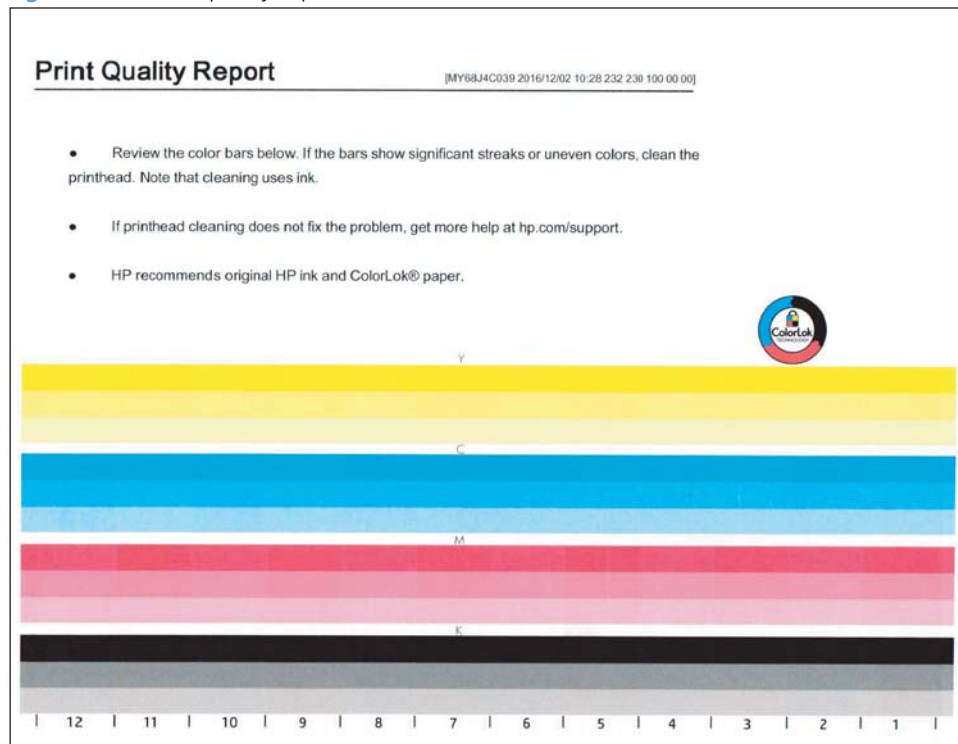 Print Quality Report
[MY68J4C039 2016/12/02 10:28 232 230 100 00 00]
● Review the color bars below. If the bars show significant streaks or uneven colors, clean the
printhead. Note that cleaning uses ink.
● If printhead cleaning does not fix the problem, get more help at hp.com/support.
● HP recommends original HP ink and ColorLok® paper.
ColorLok
TECHNOLOGY
Y
C
M
K
| 12 | 11 | 10 | 9 | 8 | 7 | 6 | 5 | 4 | 3 | 2 | 1 |